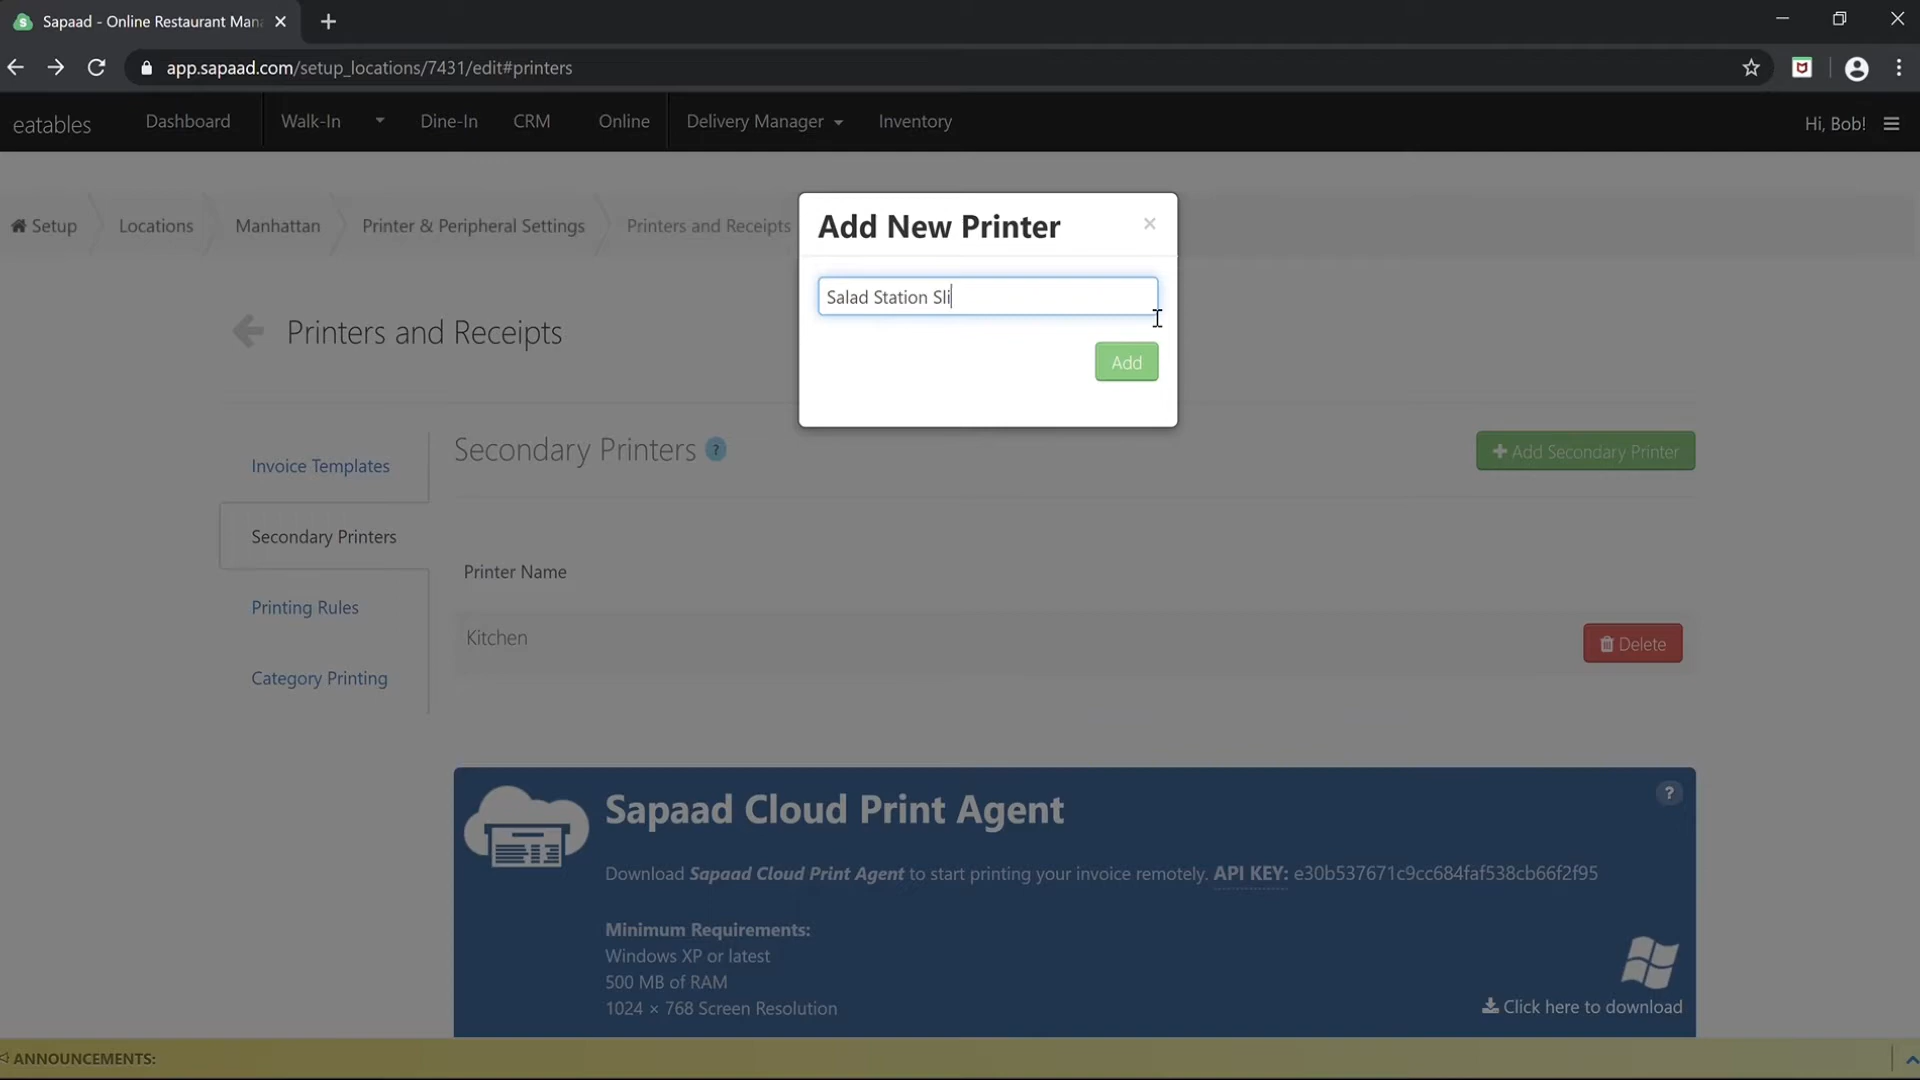 Sapaad - Online Restaurant Man
app.sapaad.com/setup_locations/7431/edit#printers
eatables
Dashboard
Walk-In
Dine-In
CRM
Online
Delivery Manager
Inventory
Hi, Bob!
Setup
Locations
Manhattan
Printer & Peripheral Settings
Printers and Receipts
Add New Printer
×
Salad Station Sli
Add
Printers and Receipts
Invoice Templates
Secondary Printers
Printing Rules
Category Printing
Secondary Printers ?
+ Add Secondary Printer
Printer Name
Kitchen
Delete
Sapaad Cloud Print Agent
?
Download Sapaad Cloud Print Agent to start printing your invoice remotely. API KEY: e30b537671c9cc684faf538cb66f2f95
Minimum Requirements:
Windows XP or latest
500 MB of RAM
1024 × 768 Screen Resolution
Click here to download
ANNOUNCEMENTS: